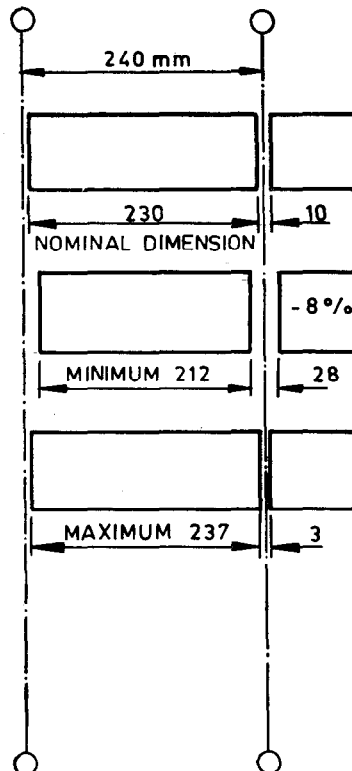 240 mm
230 10
NOMINAL DIMENSION
-8%
MINIMUM 212 28
MAXIMUM 237 3